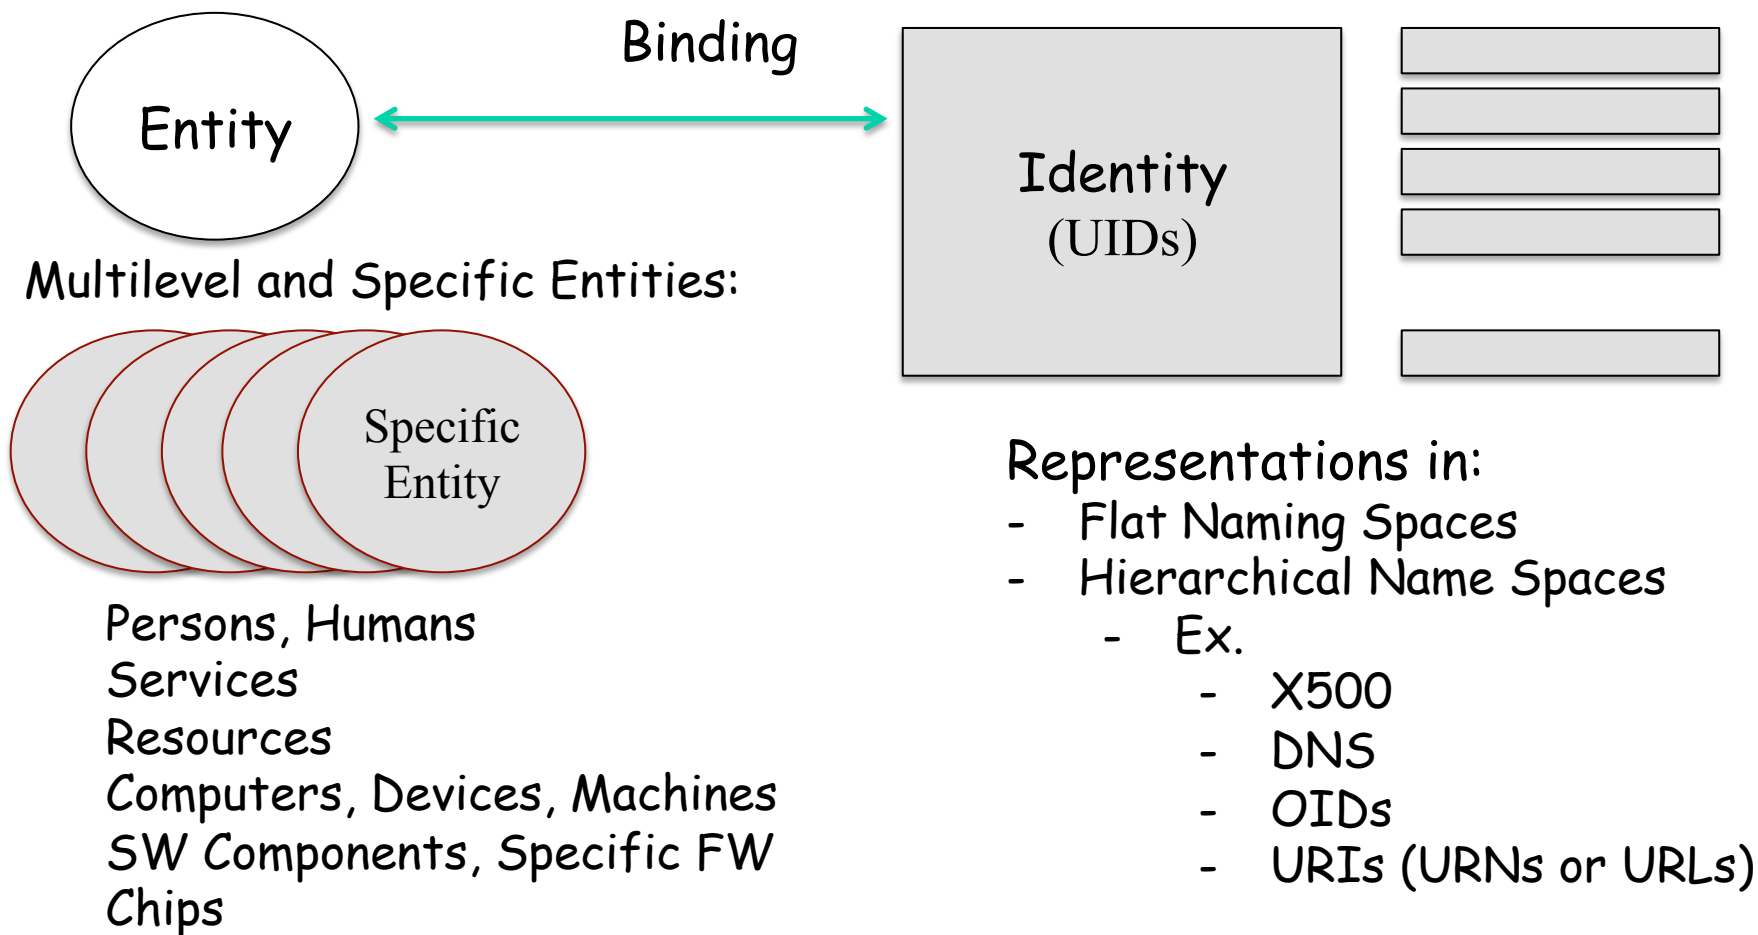 Binding
Entity
Identity
(UIDs)
Multilevel and Specific Entities:
Specific
Entity
Persons, Humans
Services
Resources
Computers, Devices, Machines
SW Components, Specific FW
Chips
Representations in:
- Flat Naming Spaces
- Hierarchical Name Spaces
- Ex.
- X500
- DNS
- OIDs
- URIs (URNs or URLs)